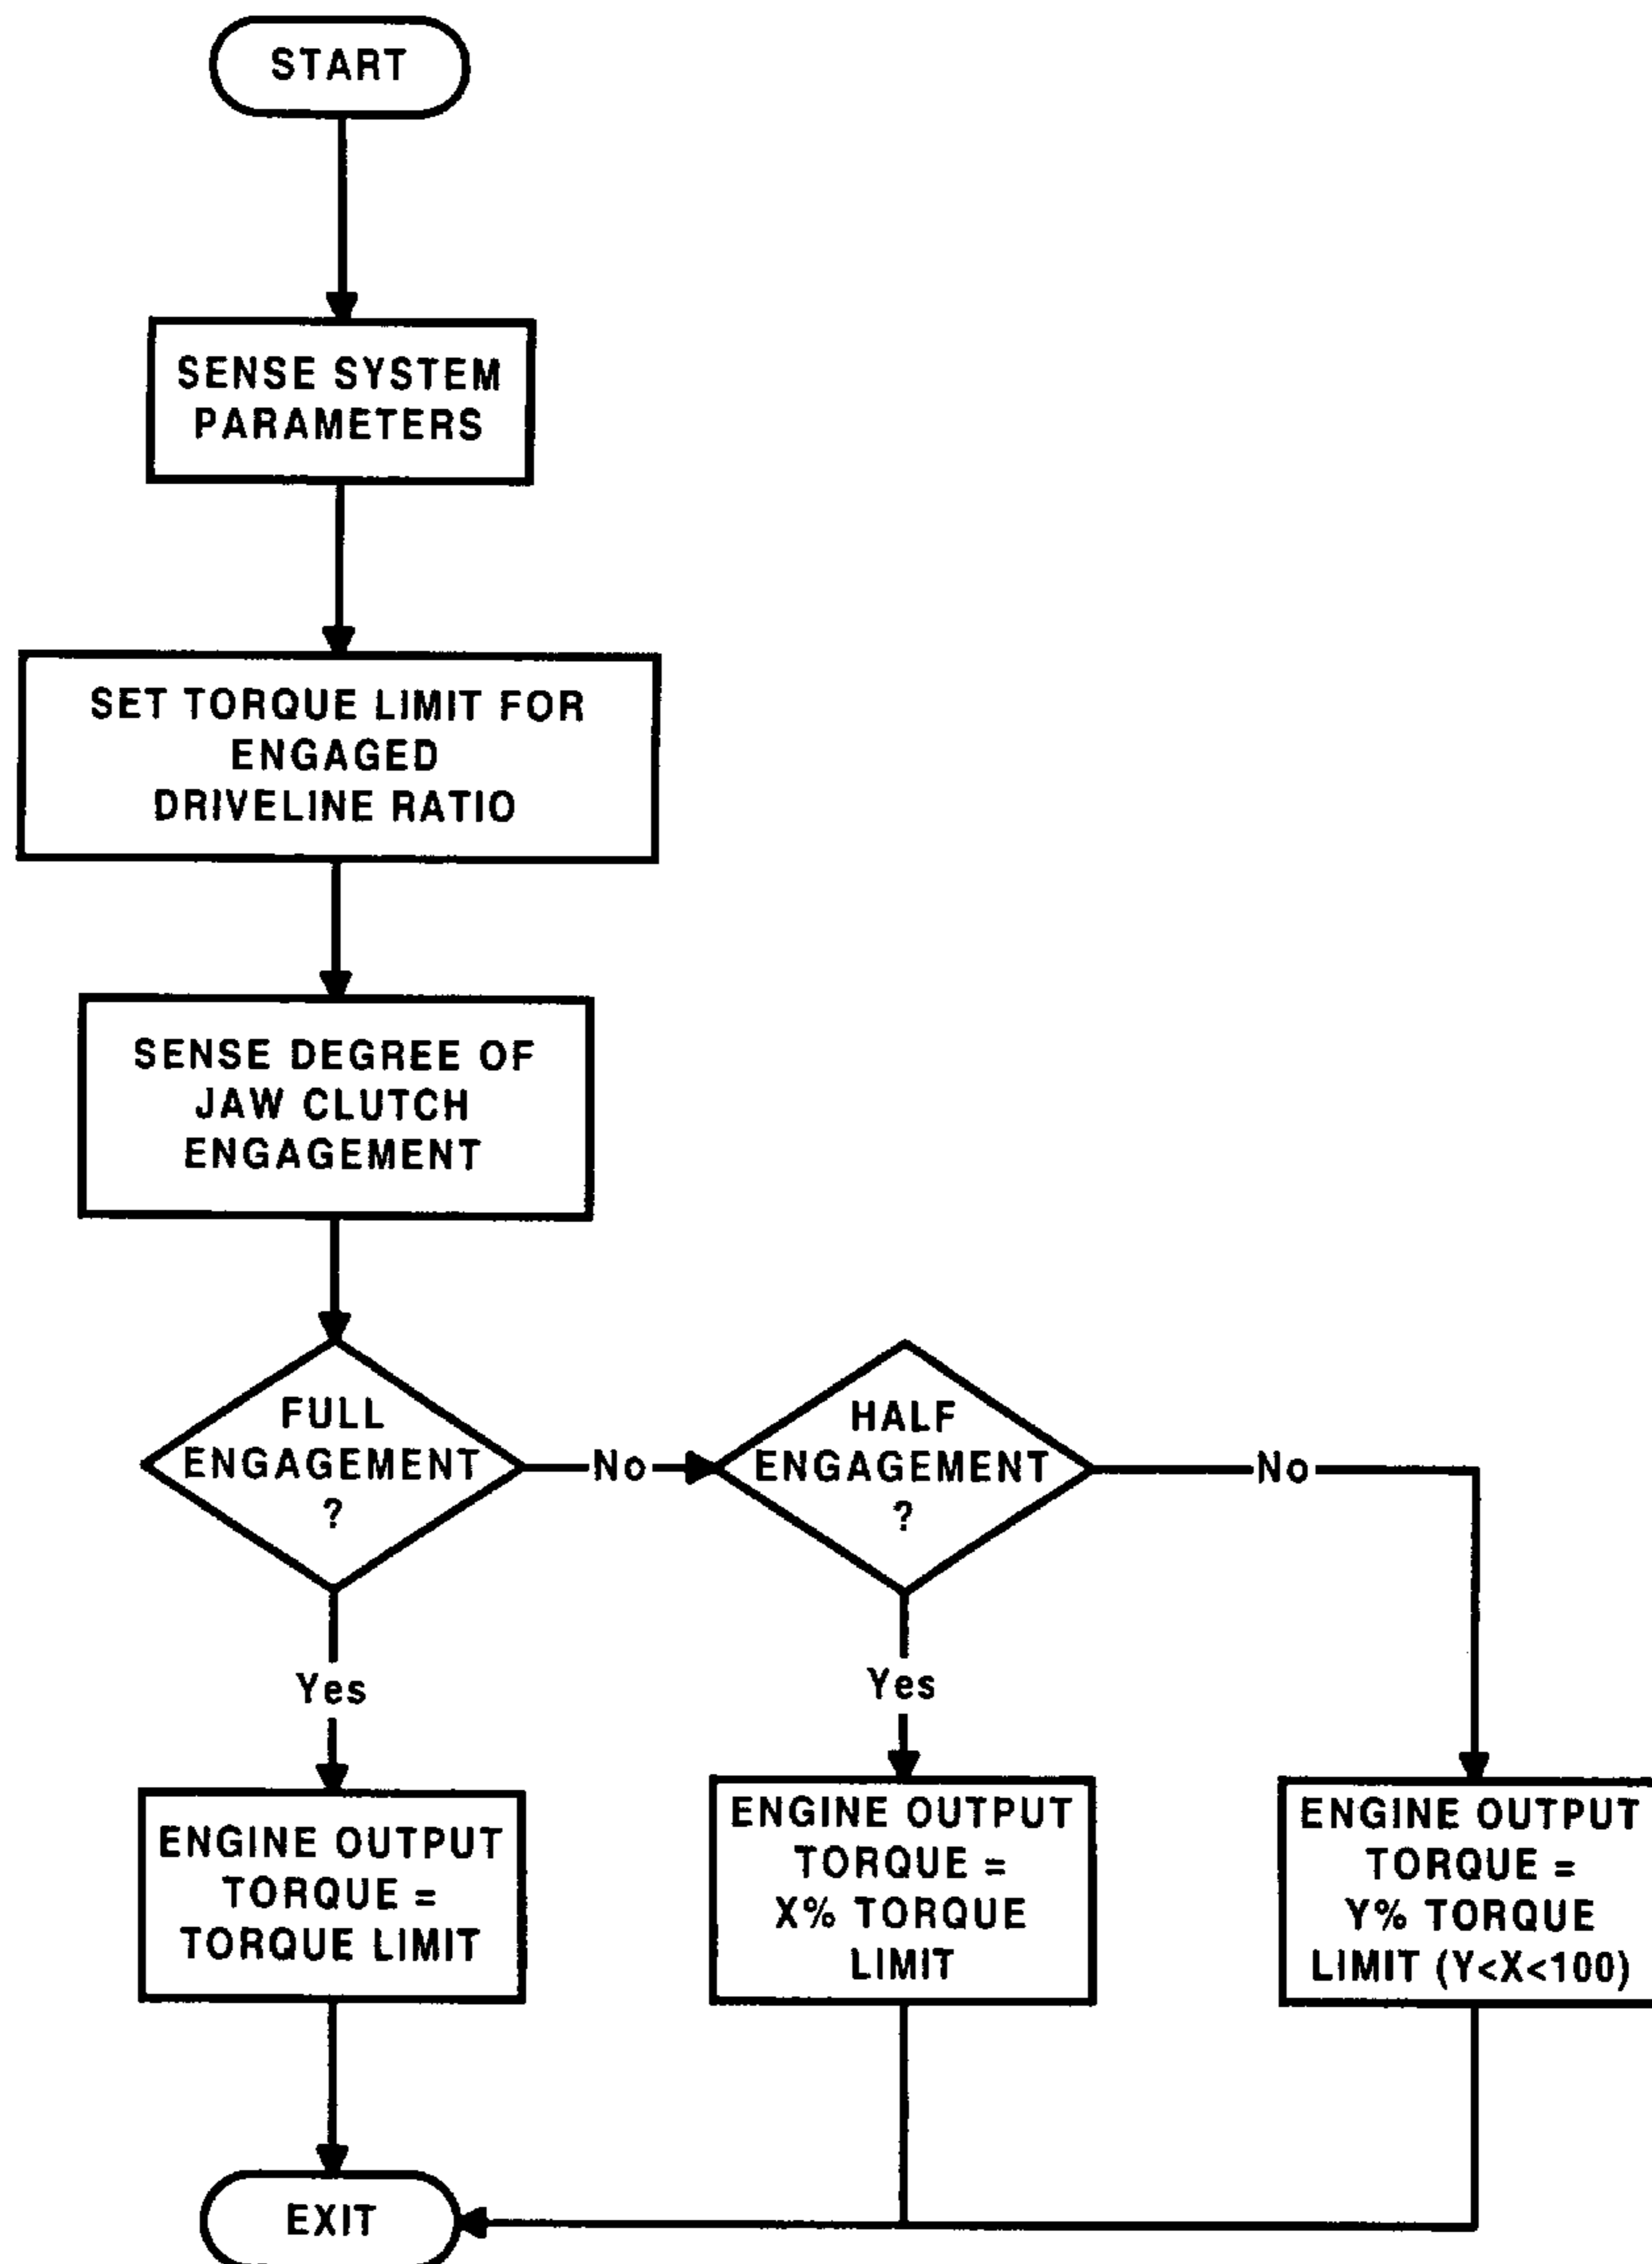 START
SENSE SYSTEM
PARAMETERS
SET TORQUE LIMIT FOR
ENGAGED
DRIVELINE RATIO
SENSE DEGREE OF
JAW CLUTCH
ENGAGEMENT
FULL
ENGAGEMENT
?
No
HALF
ENGAGEMENT
?
No
Yes
Yes
ENGINE OUTPUT
TORQUE =
TORQUE LIMIT
ENGINE OUTPUT
TORQUE =
X% TORQUE
LIMIT
ENGINE OUTPUT
TORQUE =
Y% TORQUE
LIMIT (Y<X<100)
EXIT